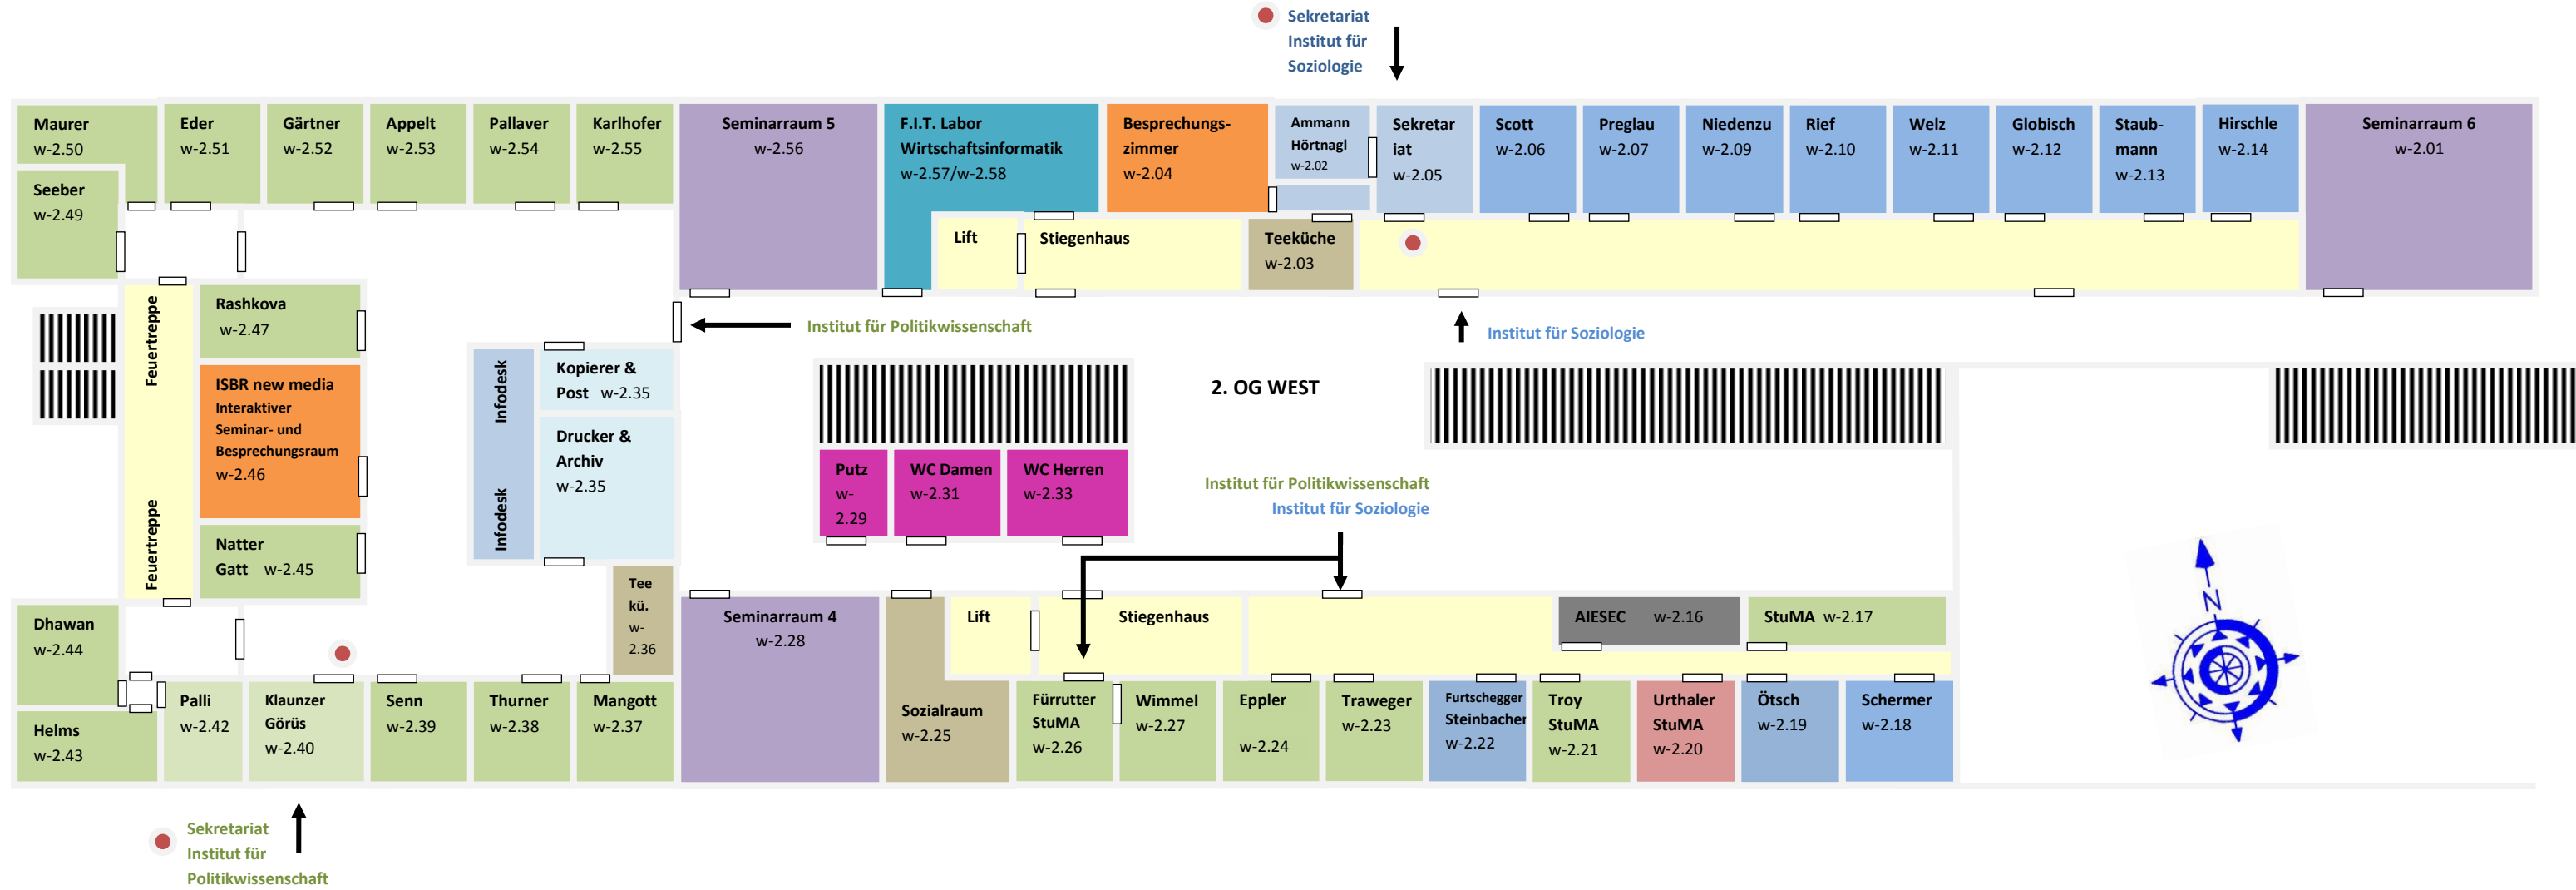 Sekretariat
Institut für
Soziologie
Maurer
w-2.50
Eder
w-2.51
Gärtner
w-2.52
Appelt
w-2.53
Pallaver
w-2.54
Karlhofer
w-2.55
Seminarraum 5
w-2.56
F.I.T. Labor
Wirtschaftsinformatik
w-2.57/w-2.58
Besprechungs-
zimmer
w-2.04
Ammann
Hörtnagl
w-2.02
Sekretar
iat
w-2.05
Scott
w-2.06
Preglau
w-2.07
Niedenzu
w-2.09
Rief
w-2.10
Welz
w-2.11
Globisch
w-2.12
Staub-
mann
w-2.13
Hirschle
w-2.14
Seminarraum 6
w-2.01
Seeber
w-2.49
Lift
Stiegenhaus
Teeküche
w-2.03
Feuertreppe
Feuertreppe
Rashkova
w-2.47
ISBR new media
Interaktiver
Seminar- und
Besprechungsraum
w-2.46
Natter
Gatt w-2.45
Infodesk
Infodesk
Kopierer &
Post w-2.35
Drucker &
Archiv
w-2.35
Institut für Politikwissenschaft
Institut für Soziologie
2. OG WEST
Putz
w-
2.29
WC Damen
w-2.31
WC Herren
w-2.33
Institut für Politikwissenschaft
Institut für Soziologie
N
Dhawan
w-2.44
Tee
kü.
w-
2.36
Seminarraum 4
w-2.28
Lift
Stiegenhaus
AIESEC w-2.16
StuMA w-2.17
Helms
w-2.43
Palli
w-2.42
Klaunzer
Görüs
w-2.40
Senn
w-2.39
Thurner
w-2.38
Mangott
w-2.37
Sozialraum
w-2.25
Fürrutter
StuMA
w-2.26
Wimmel
w-2.27
Eppler
w-2.24
Traweger
w-2.23
Furtschegger
Steinbacher
w-2.22
Troy
StuMA
w-2.21
Urthaler
StuMA
w-2.20
Ötsch
w-2.19
Schermer
w-2.18
Sekretariat
Institut für
Politikwissenschaft